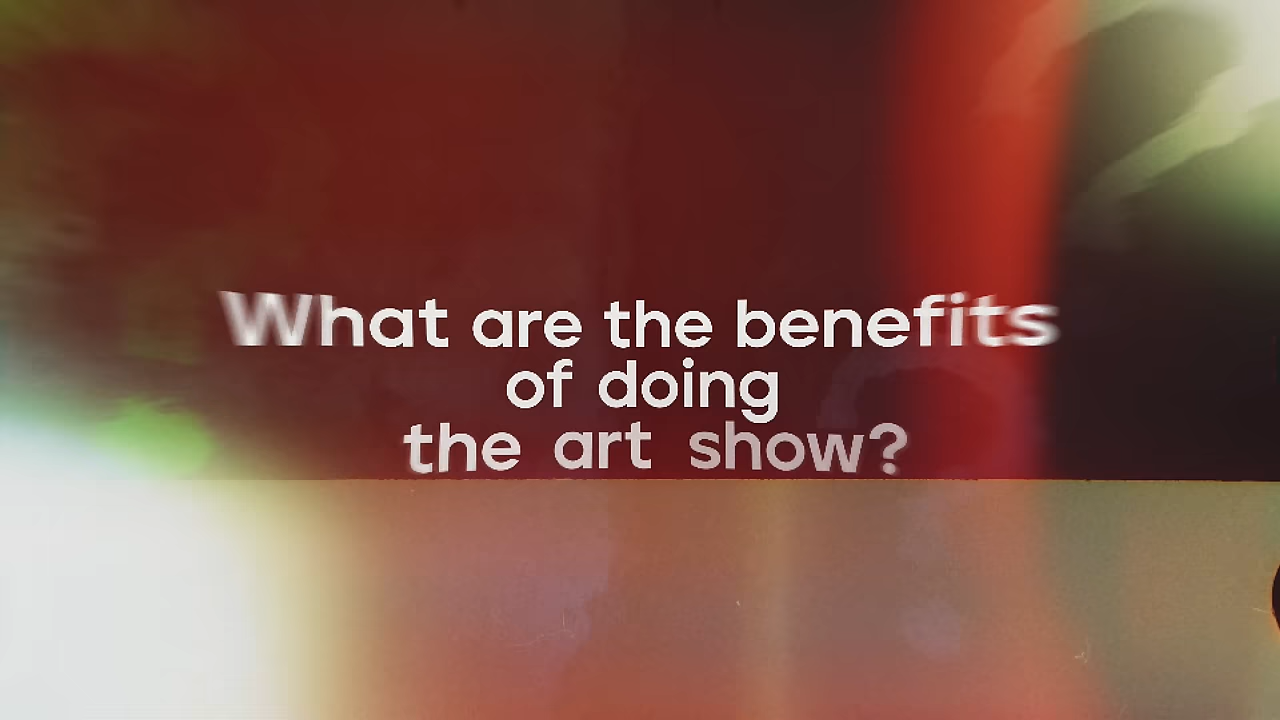 What are the benefits
of doing
the art show?